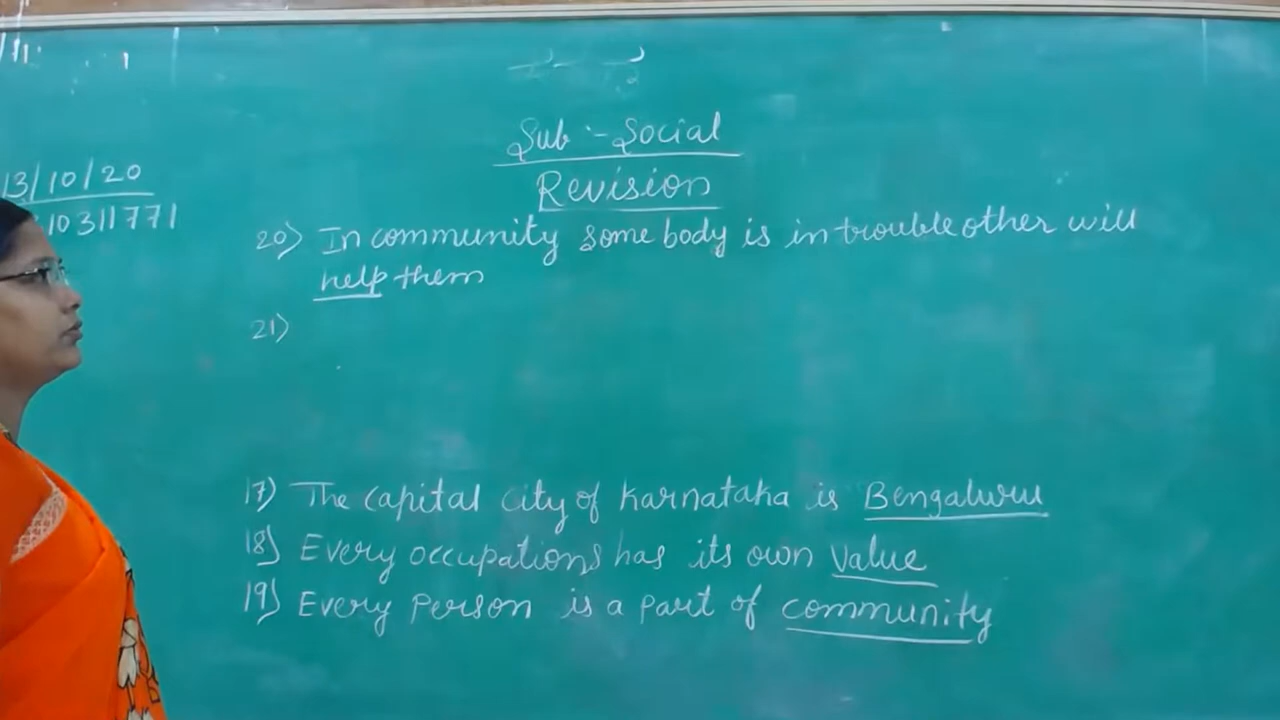 13/10/20
10311771
Sub :- Social
Revision
20) In community some body is in trouble other will
help them
21)
17) The capital city of Karnataka is Bengaluru
18) Every occupations has its own value
19) Every person is a part of community